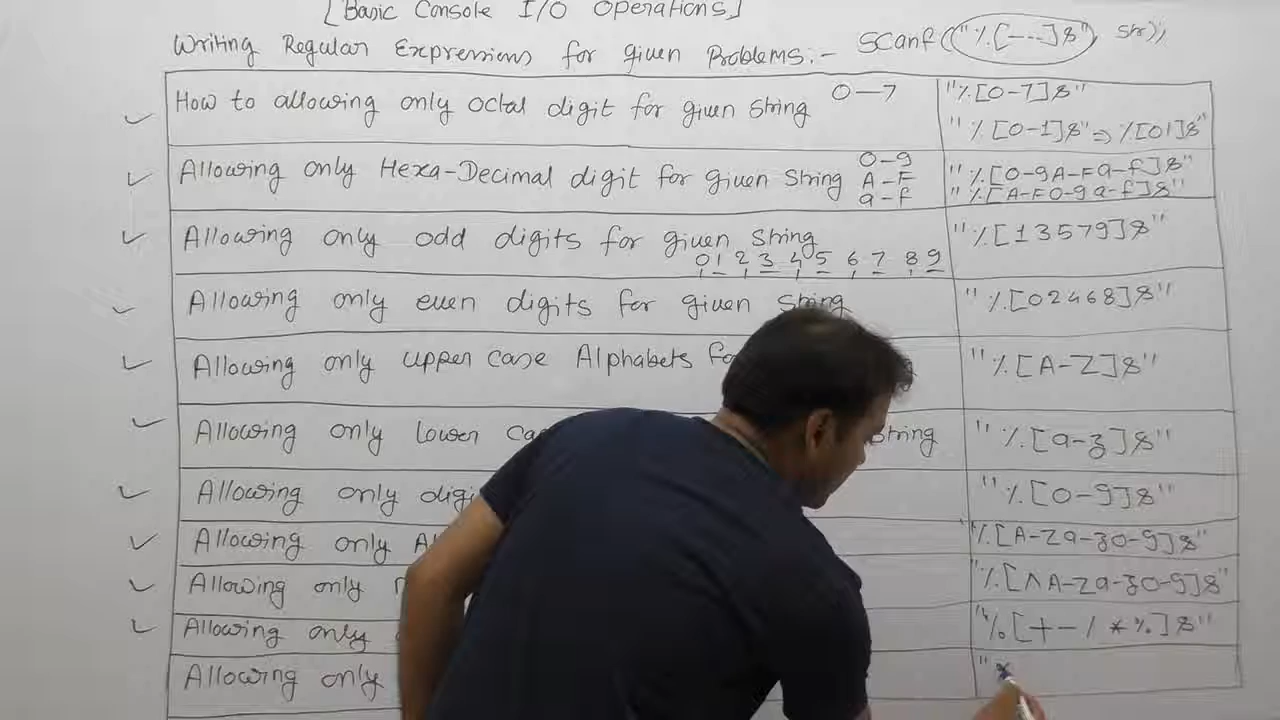 [Basic Console I/O Operations]
Writing Regular Expressions for given Problems:- Scanf("%[---]s", str);
How to allowing only octal digit for given string 0-7 "%[0-7]s"
"%[0-1]s" => %[01]s"
Allowing only Hexa-Decimal digit for given string 0-9 A-F a-f "%[0-9A-Fa-f]s"
"%[A-F0-9a-f]s"
Allowing only odd digits for given string "%[13579]s"
0 1 2 3 4 5 6 7 8 9
Allowing only even digits for given string "%[02468]s"
Allowing only upper case Alphabets "%[A-Z]s"
Allowing only lower string "%[a-z]s"
Allowing only "%[0-9]s"
Allowing only "%[A-Za-z0-9]s"
Allowing only "%[^A-Za-z0-9]s"
Allowing only "%[+-/*%]s"
Allowing only "